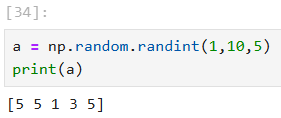 [34]:
a = np.random.randint(1,10,5)
print(a)
[5 5 1 3 5]